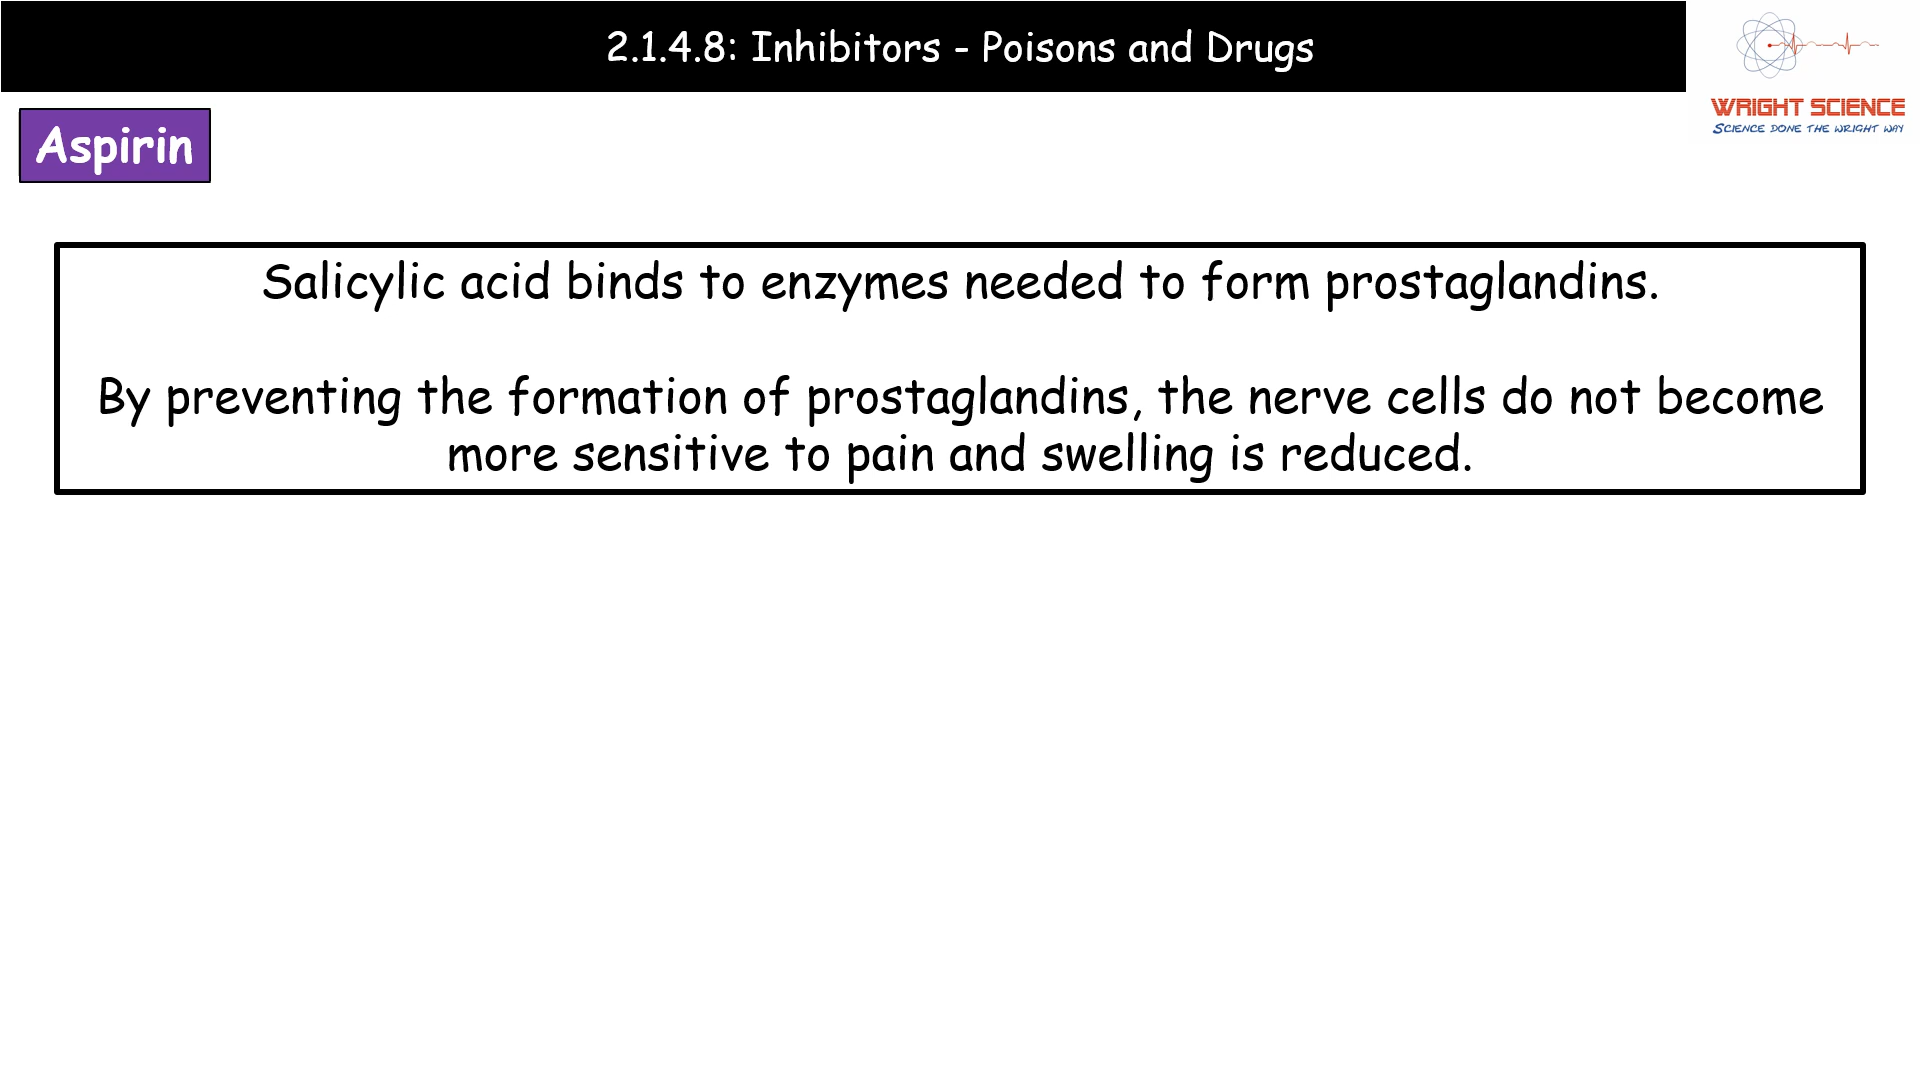 2.1.4.8: Inhibitors - Poisons and Drugs
WRIGHT SCIENCE
SCIENCE DONE THE WRIGHT WAY
Aspirin
Salicylic acid binds to enzymes needed to form prostaglandins.
By preventing the formation of prostaglandins, the nerve cells do not become
more sensitive to pain and swelling is reduced.